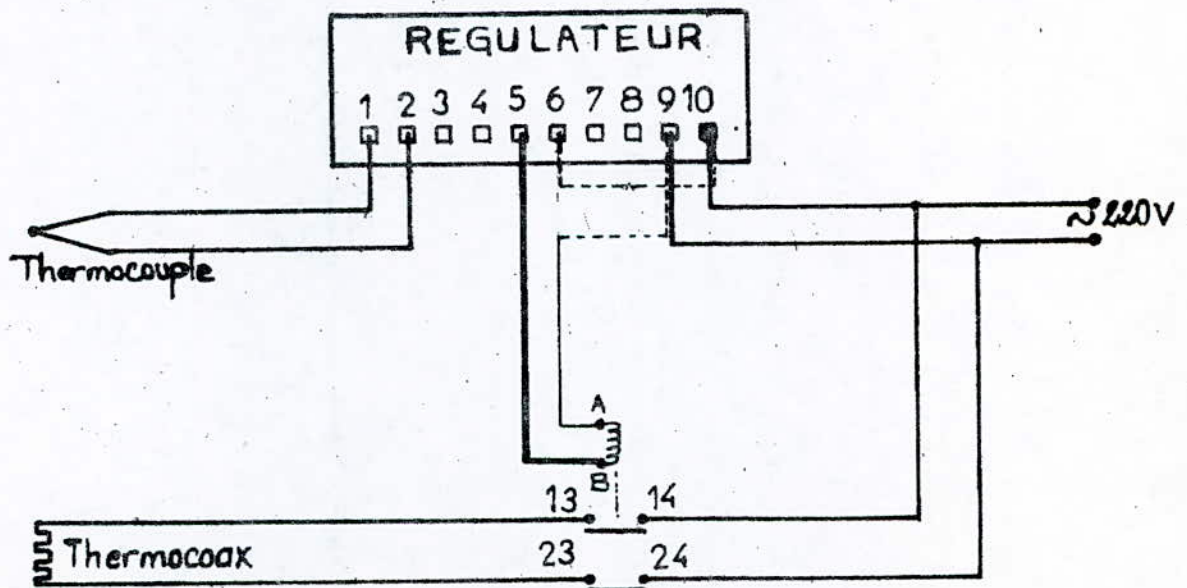 REGULATEUR
1 2 3 4 5 6 7 8 9 10
~220V
Thermocouple
A
B
13 14
Thermocoax
23 24